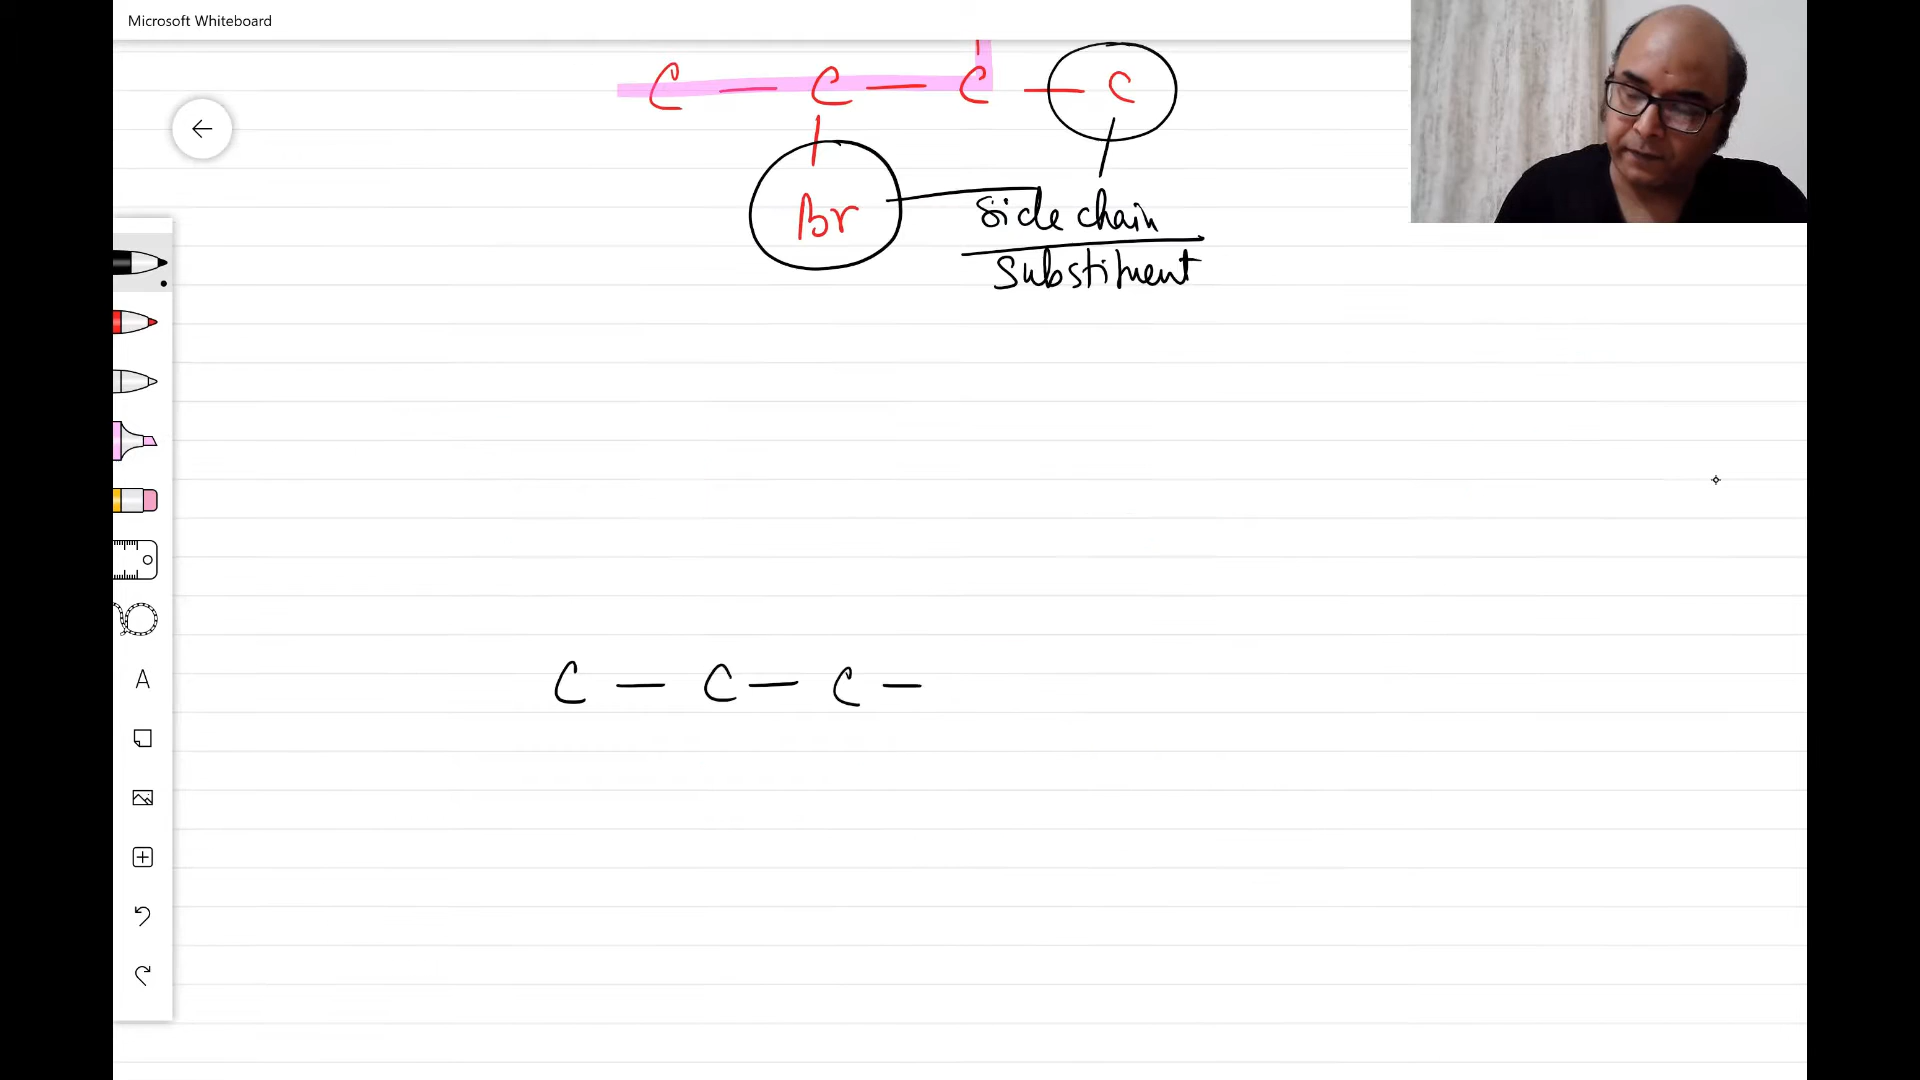 Microsoft Whiteboard
C — C — C — C
Br
Side chain
Substituent
A
C — C — C —